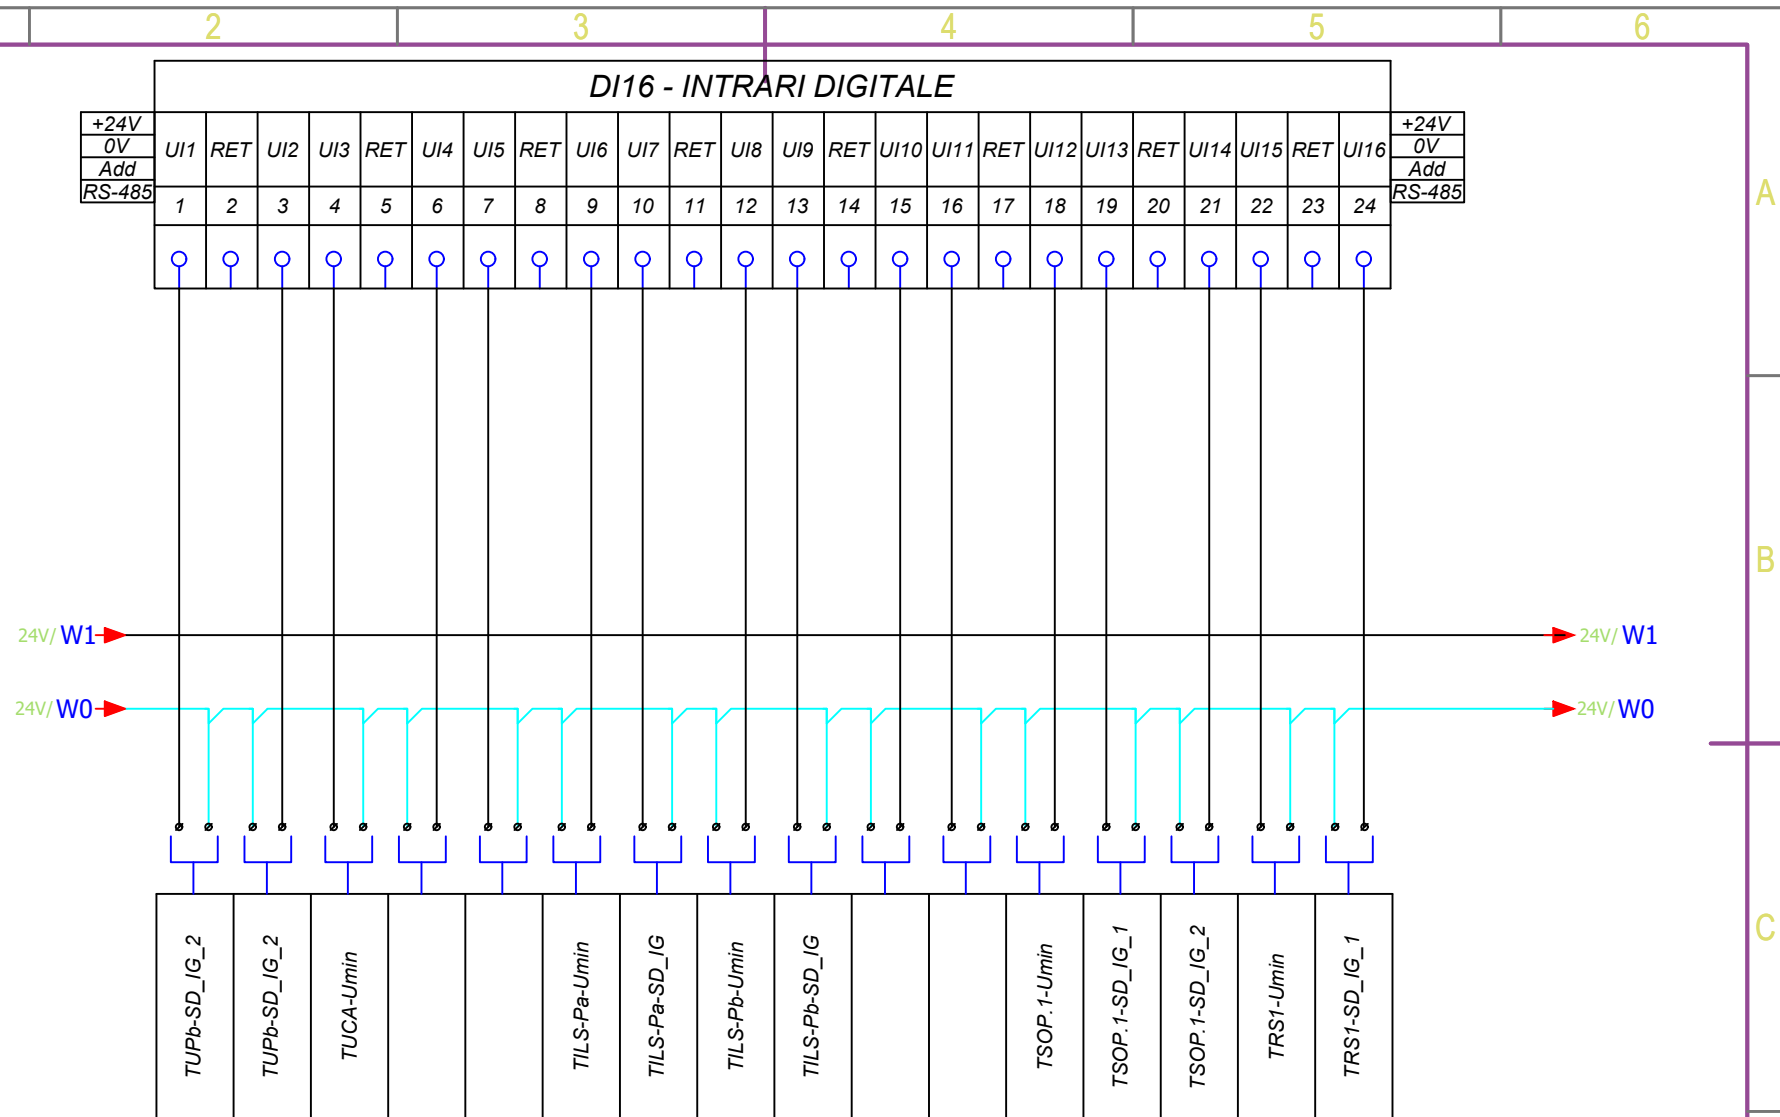 2 3 4 5 6
DI16 - INTRARI DIGITALE
+24V
0V
Add
RS-485
UI1 RET UI2 UI3 RET UI4 UI5 RET UI6 UI7 RET UI8 UI9 RET UI10 UI11 RET UI12 UI13 RET UI14 UI15 RET UI16
1 2 3 4 5 6 7 8 9 10 11 12 13 14 15 16 17 18 19 20 21 22 23 24
+24V
0V
Add
RS-485
A
B
24V/ W1
24V/ W1
24V/ W0
24V/ W0
C
TUPb-SD_IG_2
TUPb-SD_IG_2
TUCA-Umin
TILS-Pa-Umin
TILS-Pa-SD_IG
TILS-Pb-Umin
TILS-Pb-SD_IG
TSOP.1-Umin
TSOP.1-SD_IG_1
TSOP.1-SD_IG_2
TRS1-Umin
TRS1-SD_IG_1